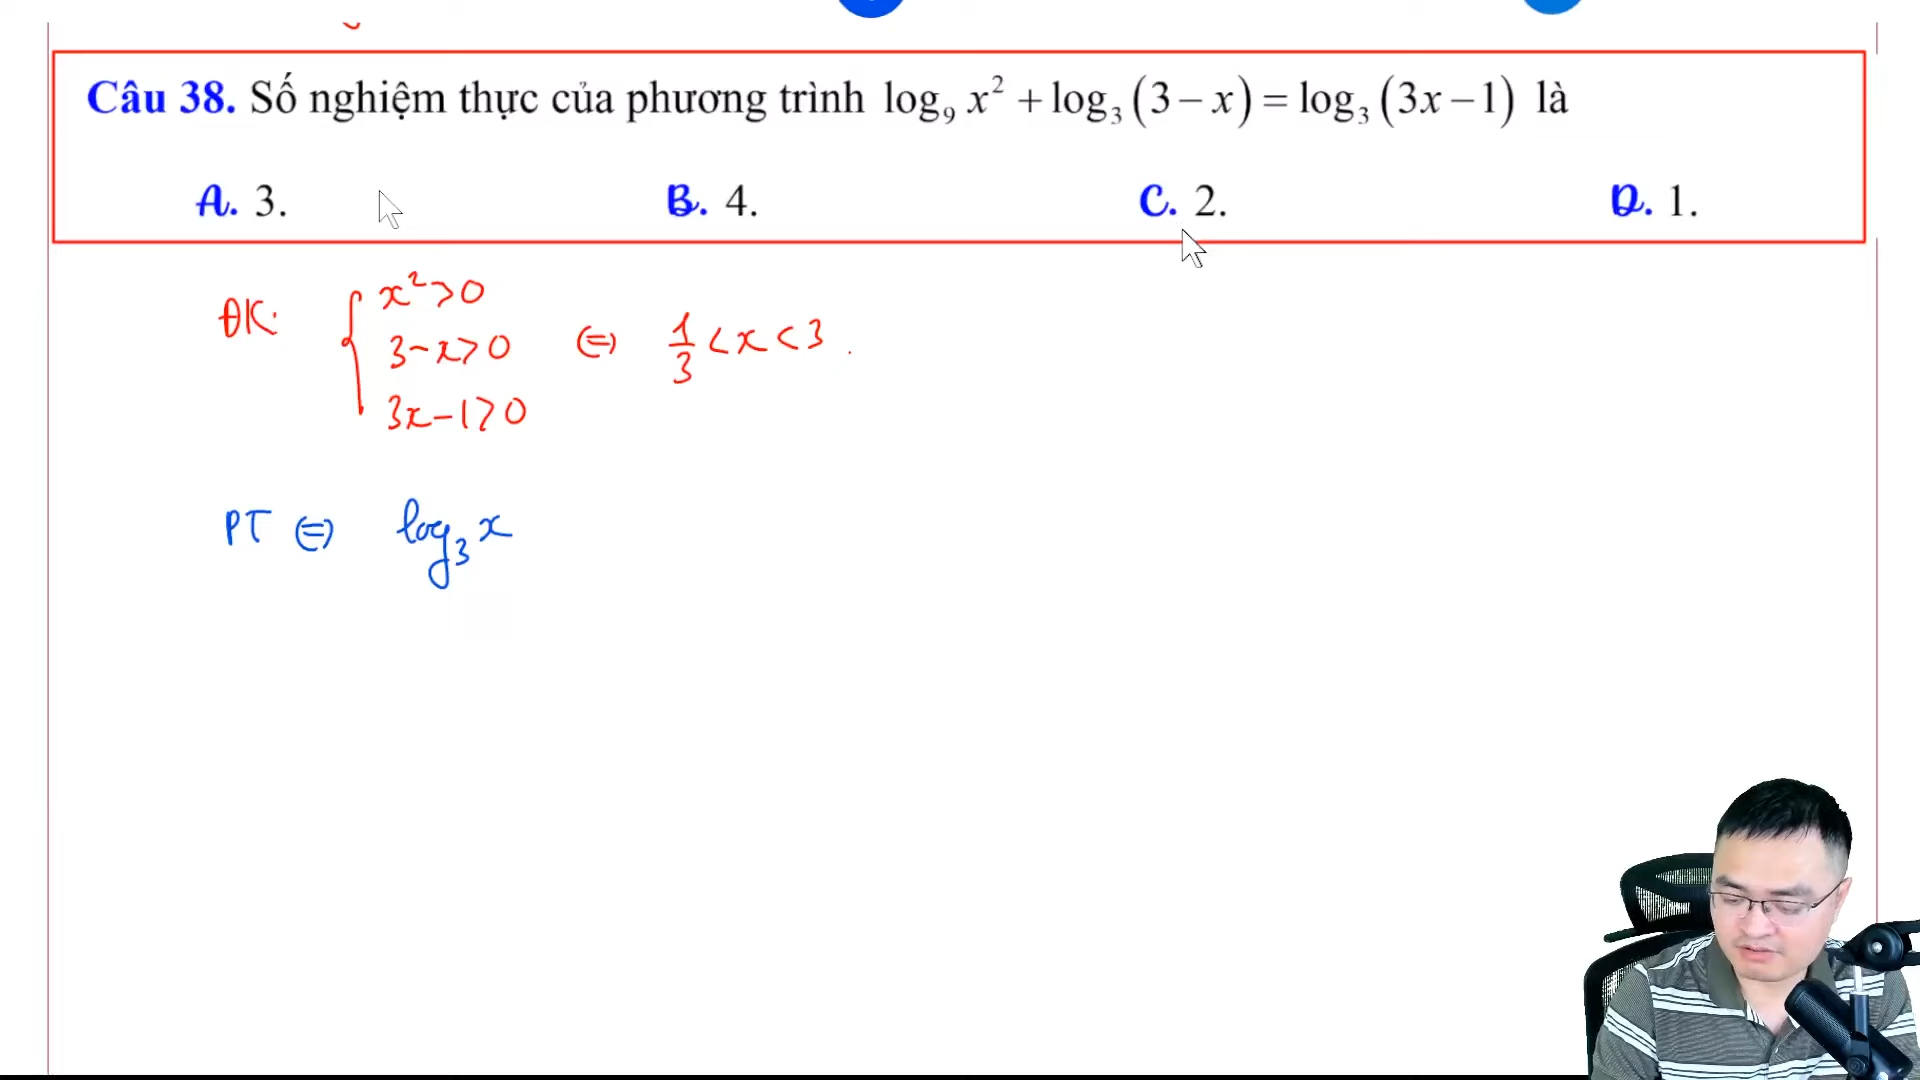 Câu 38. Số nghiệm thực của phương trình log₉ x² + log₃ (3 − x) = log₃ (3x − 1) là
A. 3. B. 4. C. 2. D. 1.
ĐK: { x² > 0
3 − x > 0 ⇔ 1/3 < x < 3.
3x − 1 > 0
PT ⇔ log₃ x